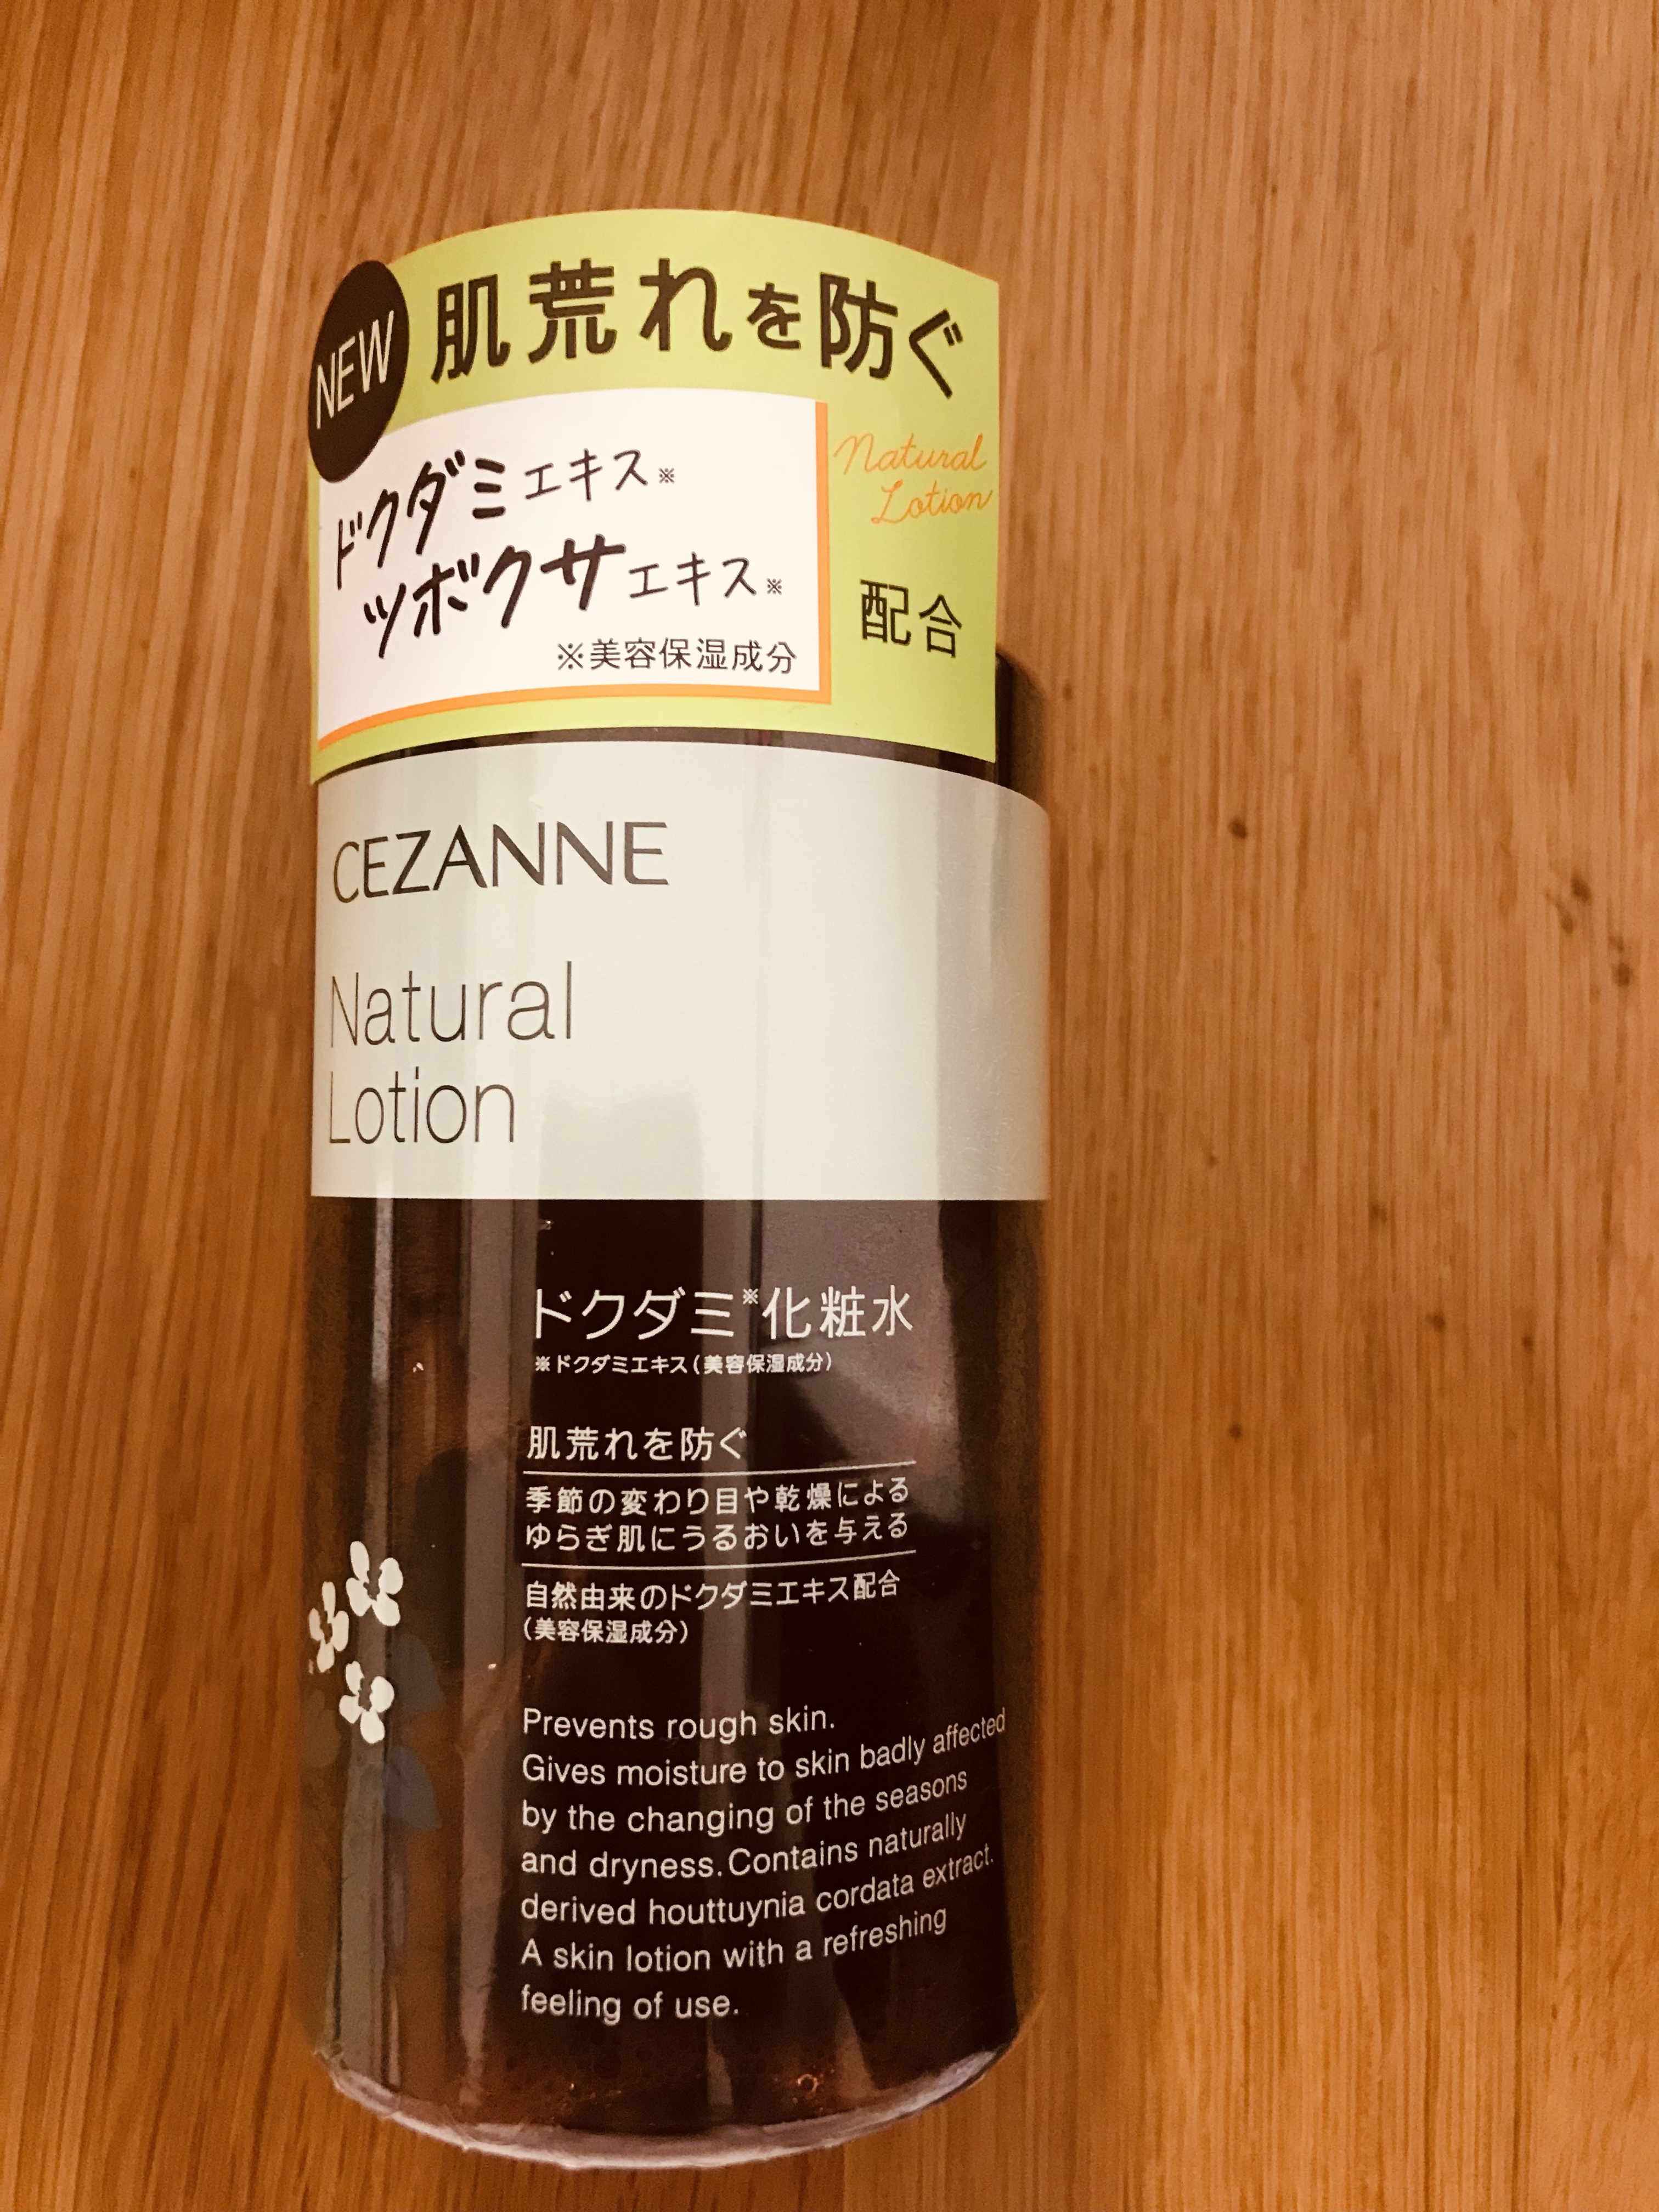 NEW
肌荒れを防ぐ
ドクダミエキス※
ツボクサエキス※
※美容保湿成分
Natural
Lotion
配合
CEZANNE
Natural
Lotion
ドクダミ※化粧水
※ドクダミエキス(美容保湿成分)
肌荒れを防ぐ
季節の変わり目や乾燥による
ゆらぎ肌にうるおいを与える
自然由来のドクダミエキス配合
(美容保湿成分)
Prevents rough skin.
Gives moisture to skin badly affected
by the changing of the seasons
and dryness. Contains naturally
derived houttuynia cordata extract.
A skin lotion with a refreshing
feeling of use.